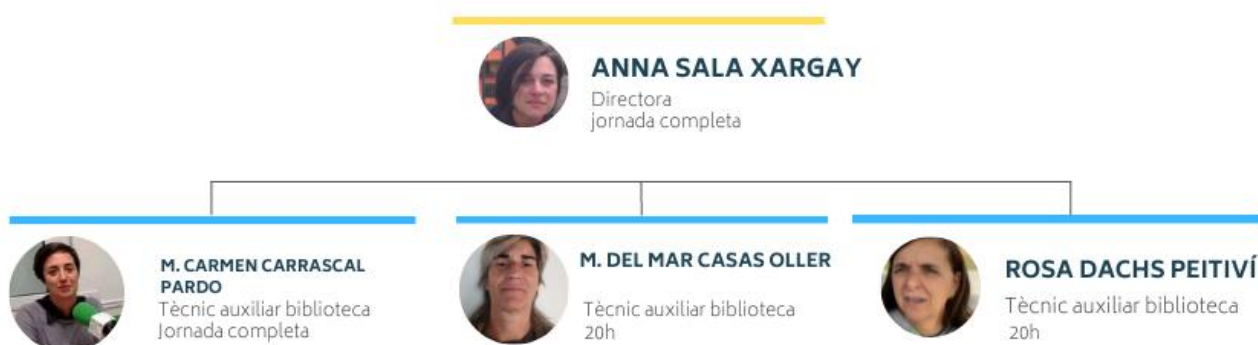 ANNA SALA XARGAY
Directora
jornada completa
M. CARMEN CARRASCAL
PARDO
Tècnic auxiliar biblioteca
Jornada completa
M. DEL MAR CASAS OLLER
Tècnic auxiliar biblioteca
20h
ROSA DACHS PEITIVÍ
Tècnic auxiliar biblioteca
20h